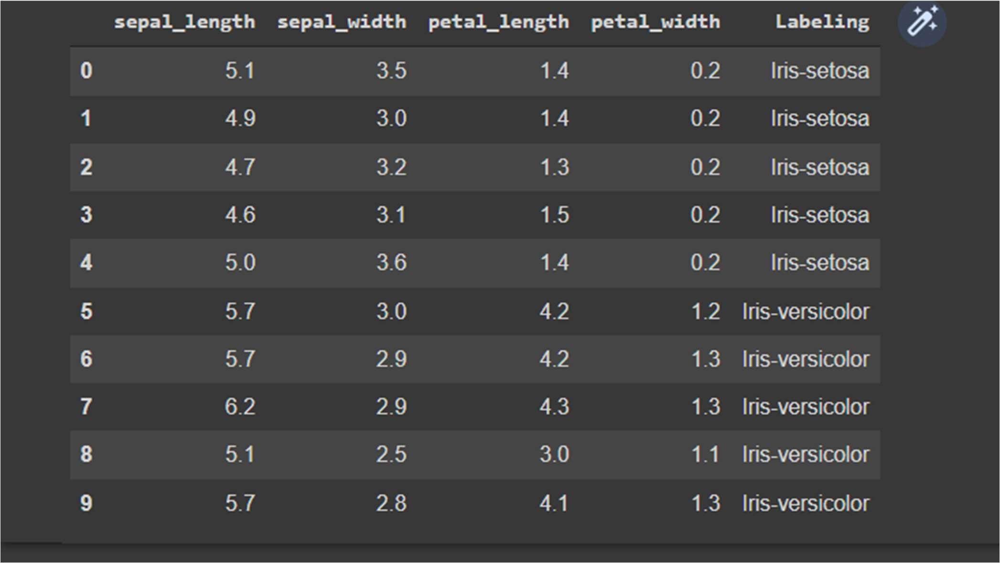 sepal_length sepal_width petal_length petal_width Labeling
0 5.1 3.5 1.4 0.2 Iris-setosa
1 4.9 3.0 1.4 0.2 Iris-setosa
2 4.7 3.2 1.3 0.2 Iris-setosa
3 4.6 3.1 1.5 0.2 Iris-setosa
4 5.0 3.6 1.4 0.2 Iris-setosa
5 5.7 3.0 4.2 1.2 Iris-versicolor
6 5.7 2.9 4.2 1.3 Iris-versicolor
7 6.2 2.9 4.3 1.3 Iris-versicolor
8 5.1 2.5 3.0 1.1 Iris-versicolor
9 5.7 2.8 4.1 1.3 Iris-versicolor